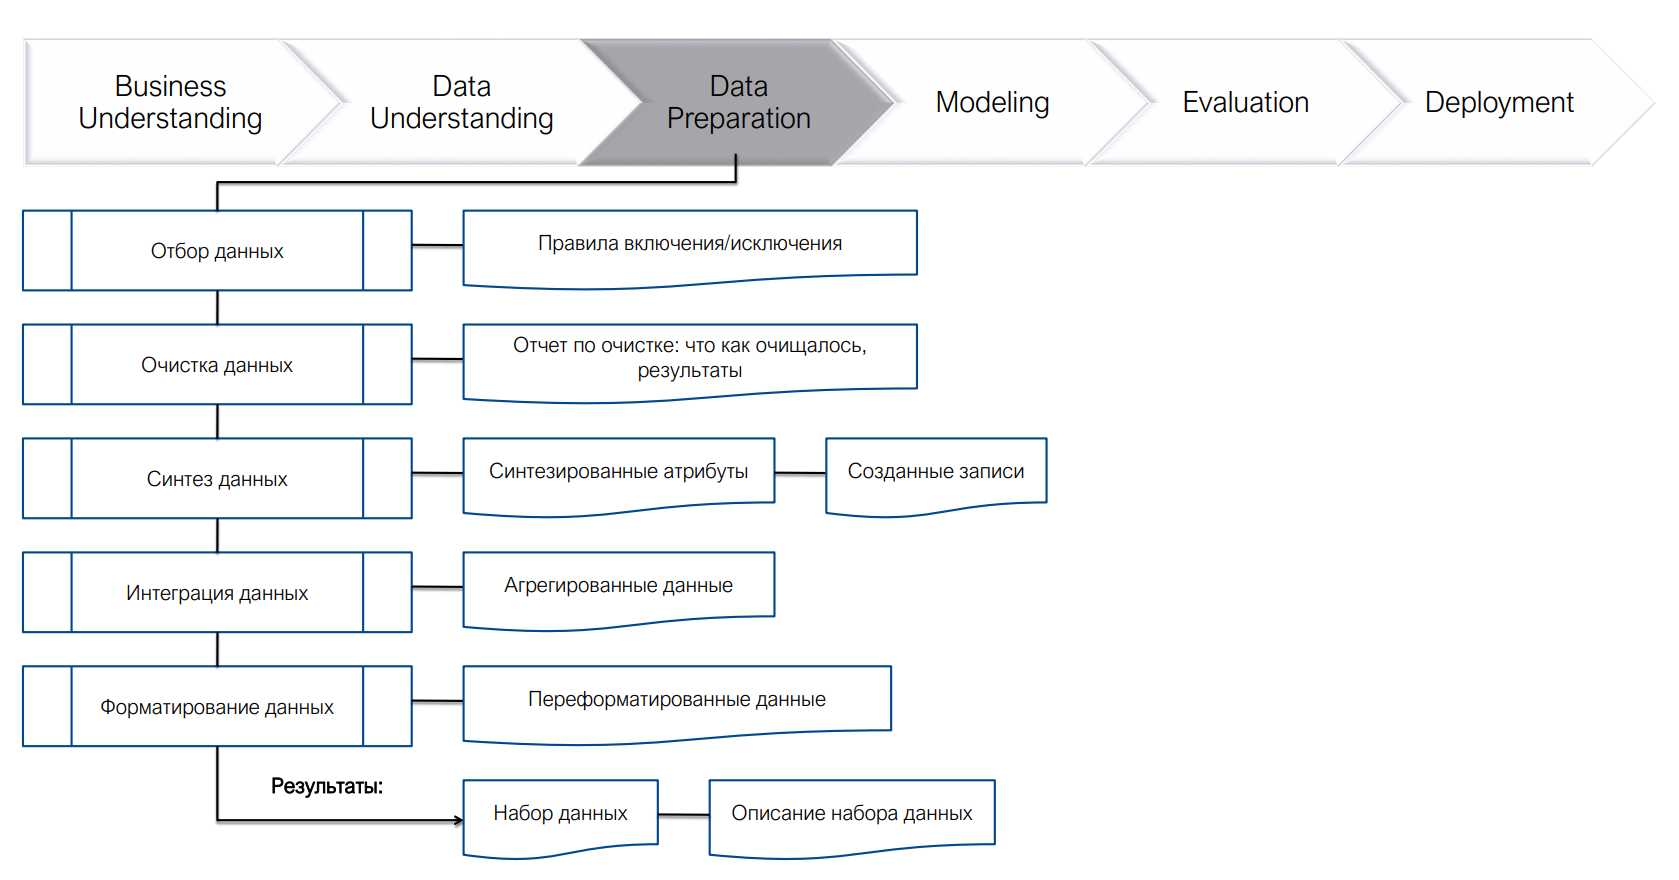 Business
Understanding
Data
Understanding
Data
Preparation
Modeling
Evaluation
Deployment
Отбор данных
Правила включения/исключения
Очистка данных
Отчет по очистке: что как очищалось,
результаты
Синтез данных
Синтезированные атрибуты
Созданные записи
Интеграция данных
Агрегированные данные
Форматирование данных
Переформатированные данные
Результаты:
Набор данных
Описание набора данных